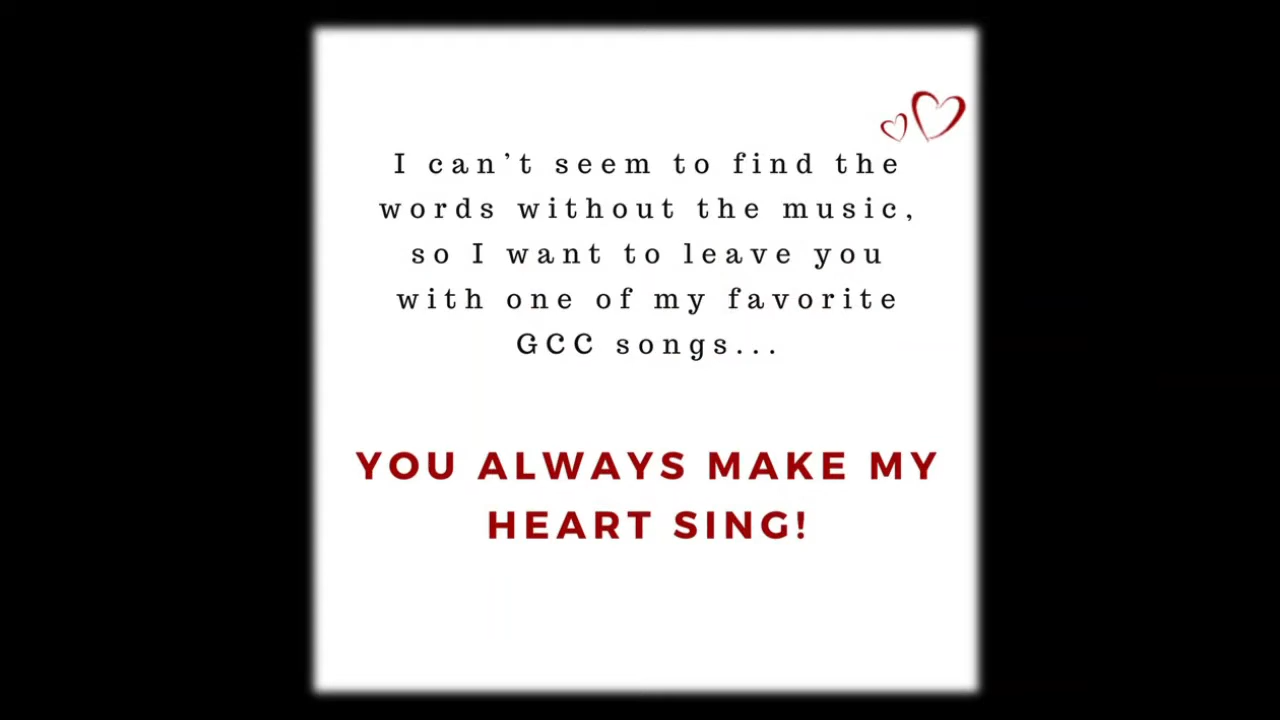 I can’t seem to find the
words without the music,
so I want to leave you
with one of my favorite
GCC songs...
YOU ALWAYS MAKE MY
HEART SING!